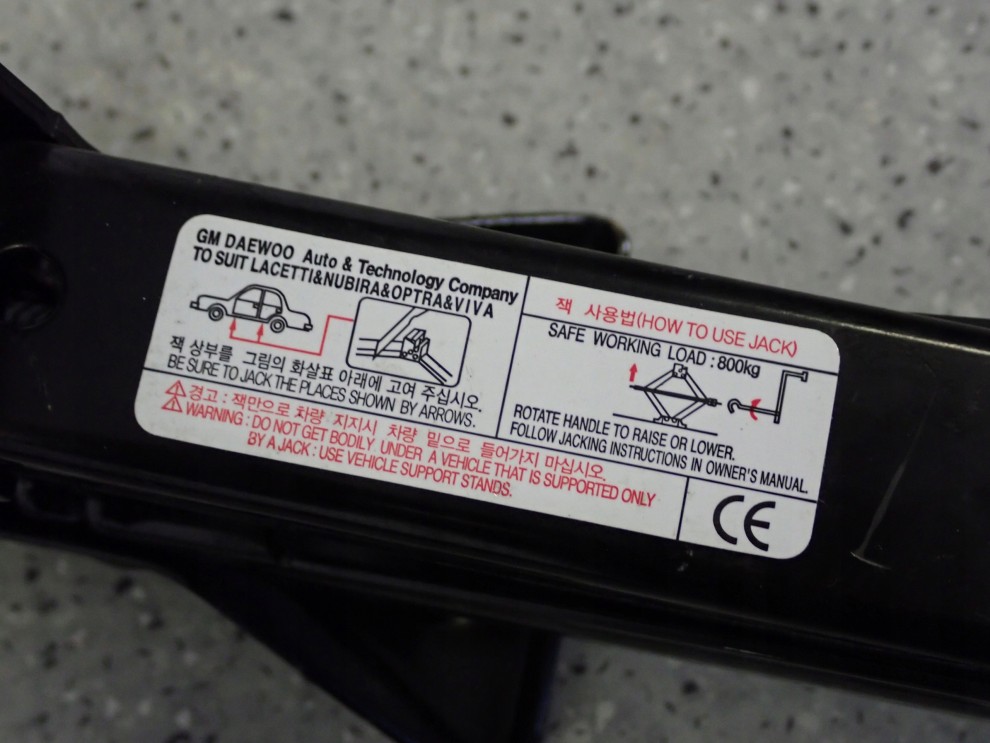 GM DAEWOO Auto & Technology Company
TO SUIT LACETTI&NUBIRA&OPTRA&VIVA
잭 상부를 그림의 화살표 아래에 고여 주십시오.
BE SURE TO JACK THE PLACES SHOWN BY ARROWS.
잭 사용법(HOW TO USE JACK)
SAFE WORKING LOAD : 800kg
ROTATE HANDLE TO RAISE OR LOWER.
FOLLOW JACKING INSTRUCTIONS IN OWNER'S MANUAL.
경고 : 잭만으로 차량 지지시 차량 밑으로 들어가지 마십시오.
WARNING : DO NOT GET BODILY UNDER A VEHICLE THAT IS SUPPORTED ONLY
BY A JACK : USE VEHICLE SUPPORT STANDS.
CE